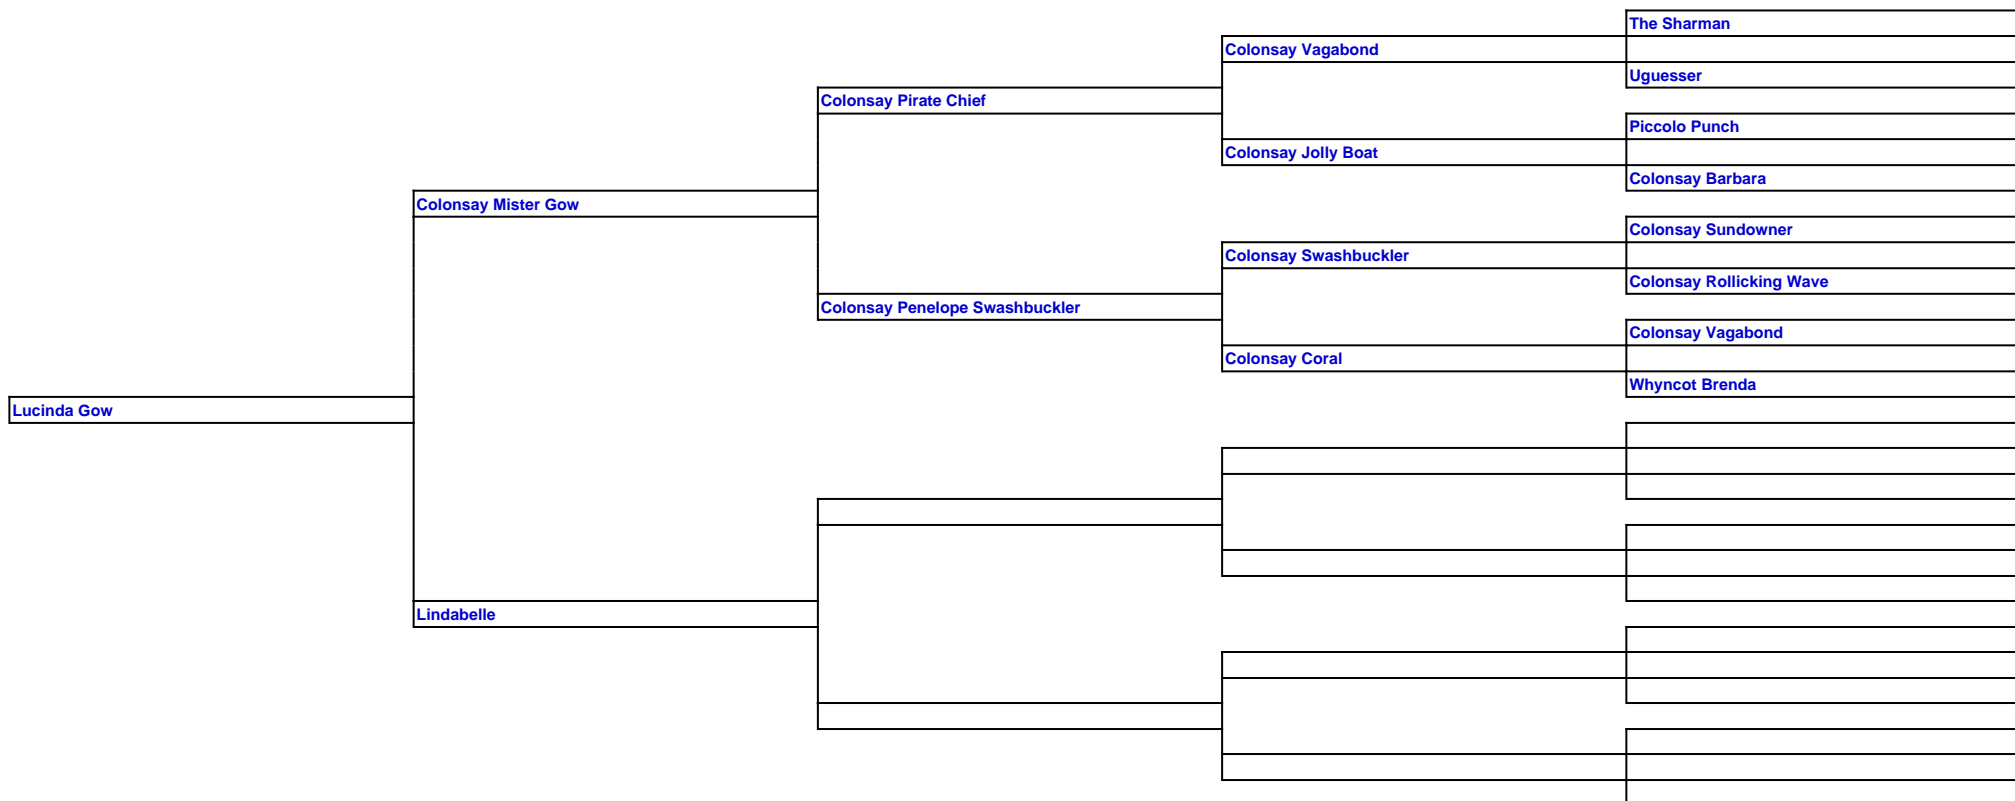 The Sharman
Colonsay Vagabond
Uguesser
Colonsay Pirate Chief
Piccolo Punch
Colonsay Jolly Boat
Colonsay Barbara
Colonsay Mister Gow
Colonsay Sundowner
Colonsay Swashbuckler
Colonsay Rollicking Wave
Colonsay Penelope Swashbuckler
Colonsay Vagabond
Colonsay Coral
Whyncot Brenda
Lucinda Gow
Lindabelle